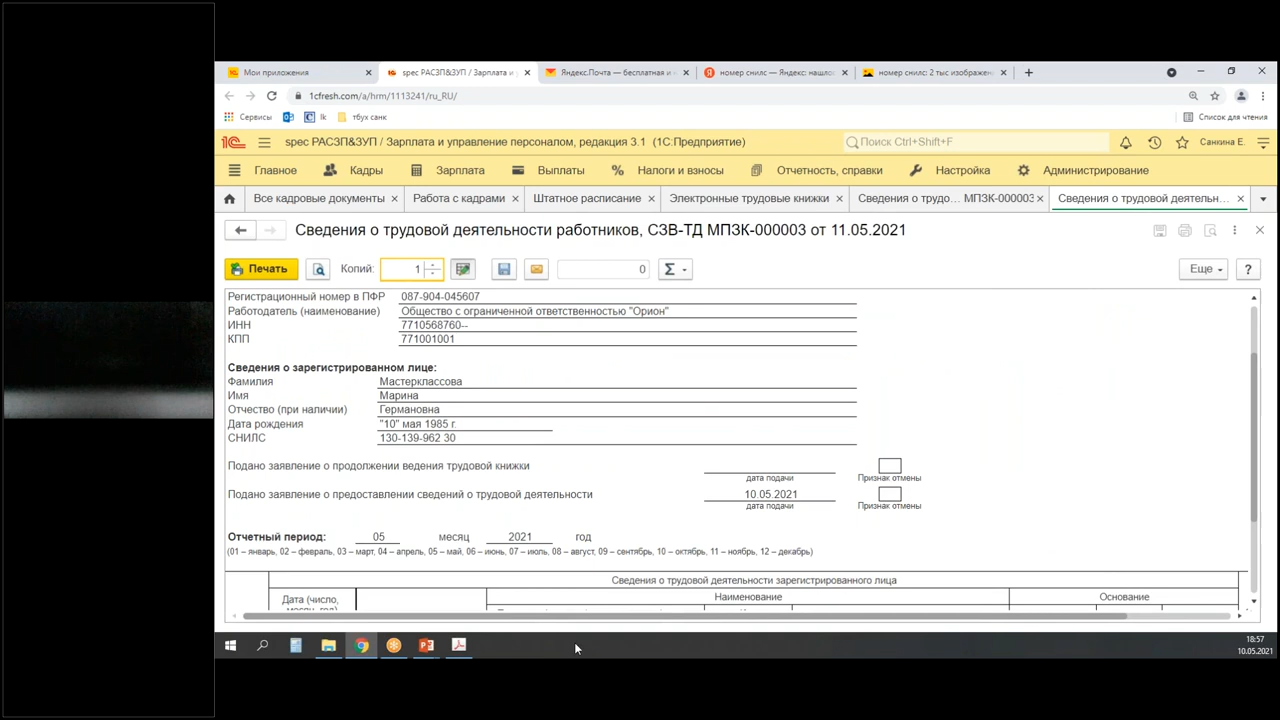 Мои приложения
spec РАСЗП&ЗУП / Зарплата и
Яндекс.Почта — бесплатная и
номер снилс — Яндекс: нашло
номер снилс: 2 тыс изображен
1cfresh.com/a/hrm/1113241/ru_RU/
Сервисы
lk
тбух санк
Список для чтения
spec РАСЗП&ЗУП / Зарплата и управление персоналом, редакция 3.1 (1С:Предприятие)
Поиск Ctrl+Shift+F
Санкина Е.
Главное
Кадры
Зарплата
Выплаты
Налоги и взносы
Отчетность, справки
Настройка
Администрирование
Все кадровые документы
Работа с кадрами
Штатное расписание
Электронные трудовые книжки
Сведения о трудо... МПЗК-000003
Сведения о трудовой деятельн...
Сведения о трудовой деятельности работников, СЗВ-ТД МПЗК-000003 от 11.05.2021
Печать
Копий:
1
0
Σ
Еще
?
Регистрационный номер в ПФР 087-904-045607
Работодатель (наименование) Общество с ограниченной ответственностью "Орион"
ИНН 7710568760--
КПП 771001001
Сведения о зарегистрированном лице:
Фамилия Мастерклассова
Имя Марина
Отчество (при наличии) Германовна
Дата рождения "10" мая 1985 г.
СНИЛС 130-139-962 30
Подано заявление о продолжении ведения трудовой книжки
дата подачи Признак отмены
Подано заявление о предоставлении сведений о трудовой деятельности 10.05.2021
дата подачи Признак отмены
Отчетный период: 05 месяц 2021 год
(01 – январь, 02 – февраль, 03 – март, 04 – апрель, 05 – май, 06 – июнь, 07 – июль, 08 – август, 09 – сентябрь, 10 – октябрь, 11 – ноябрь, 12 – декабрь)
Сведения о трудовой деятельности зарегистрированного лица
Дата (число,
Наименование
Основание
18:57
10.05.2021